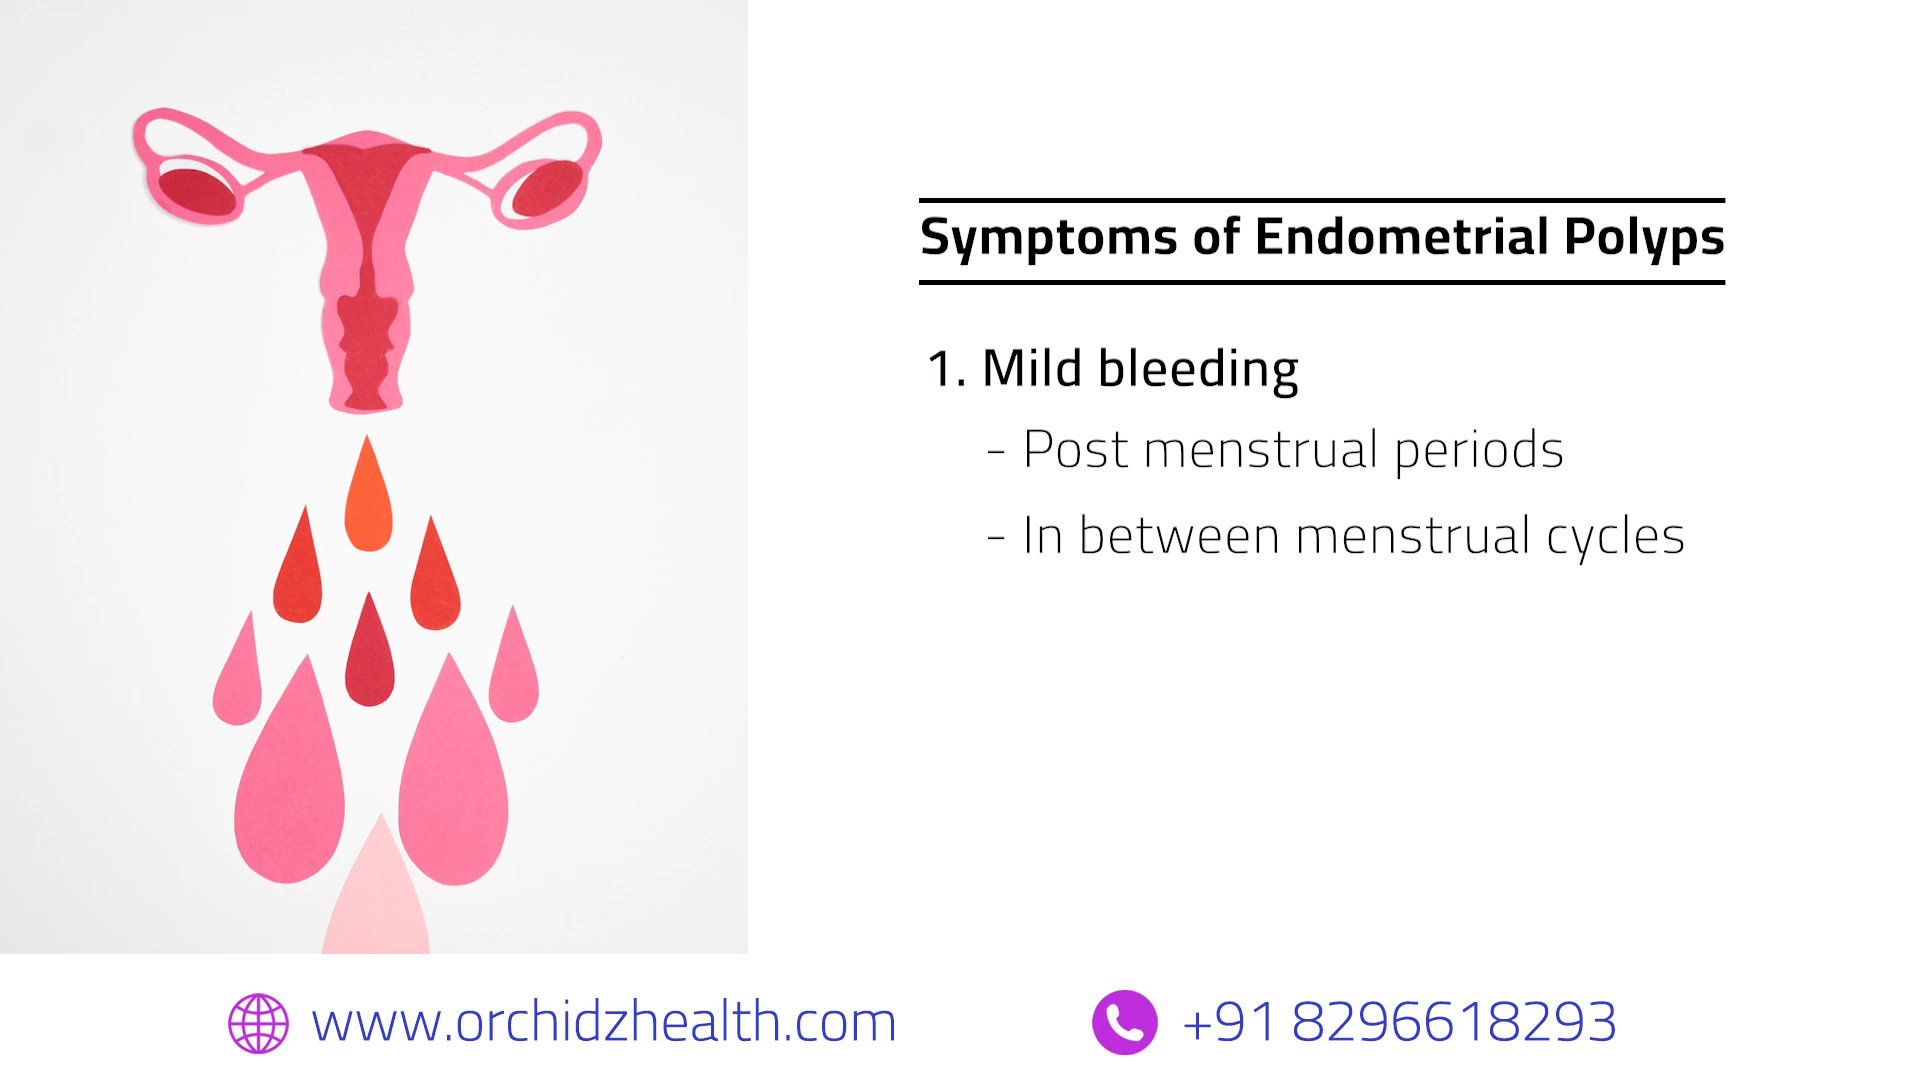 Symptoms of Endometrial Polyps
1. Mild bleeding
- Post menstrual periods
- In between menstrual cycles
www.orchidzhealth.com
+91 8296618293